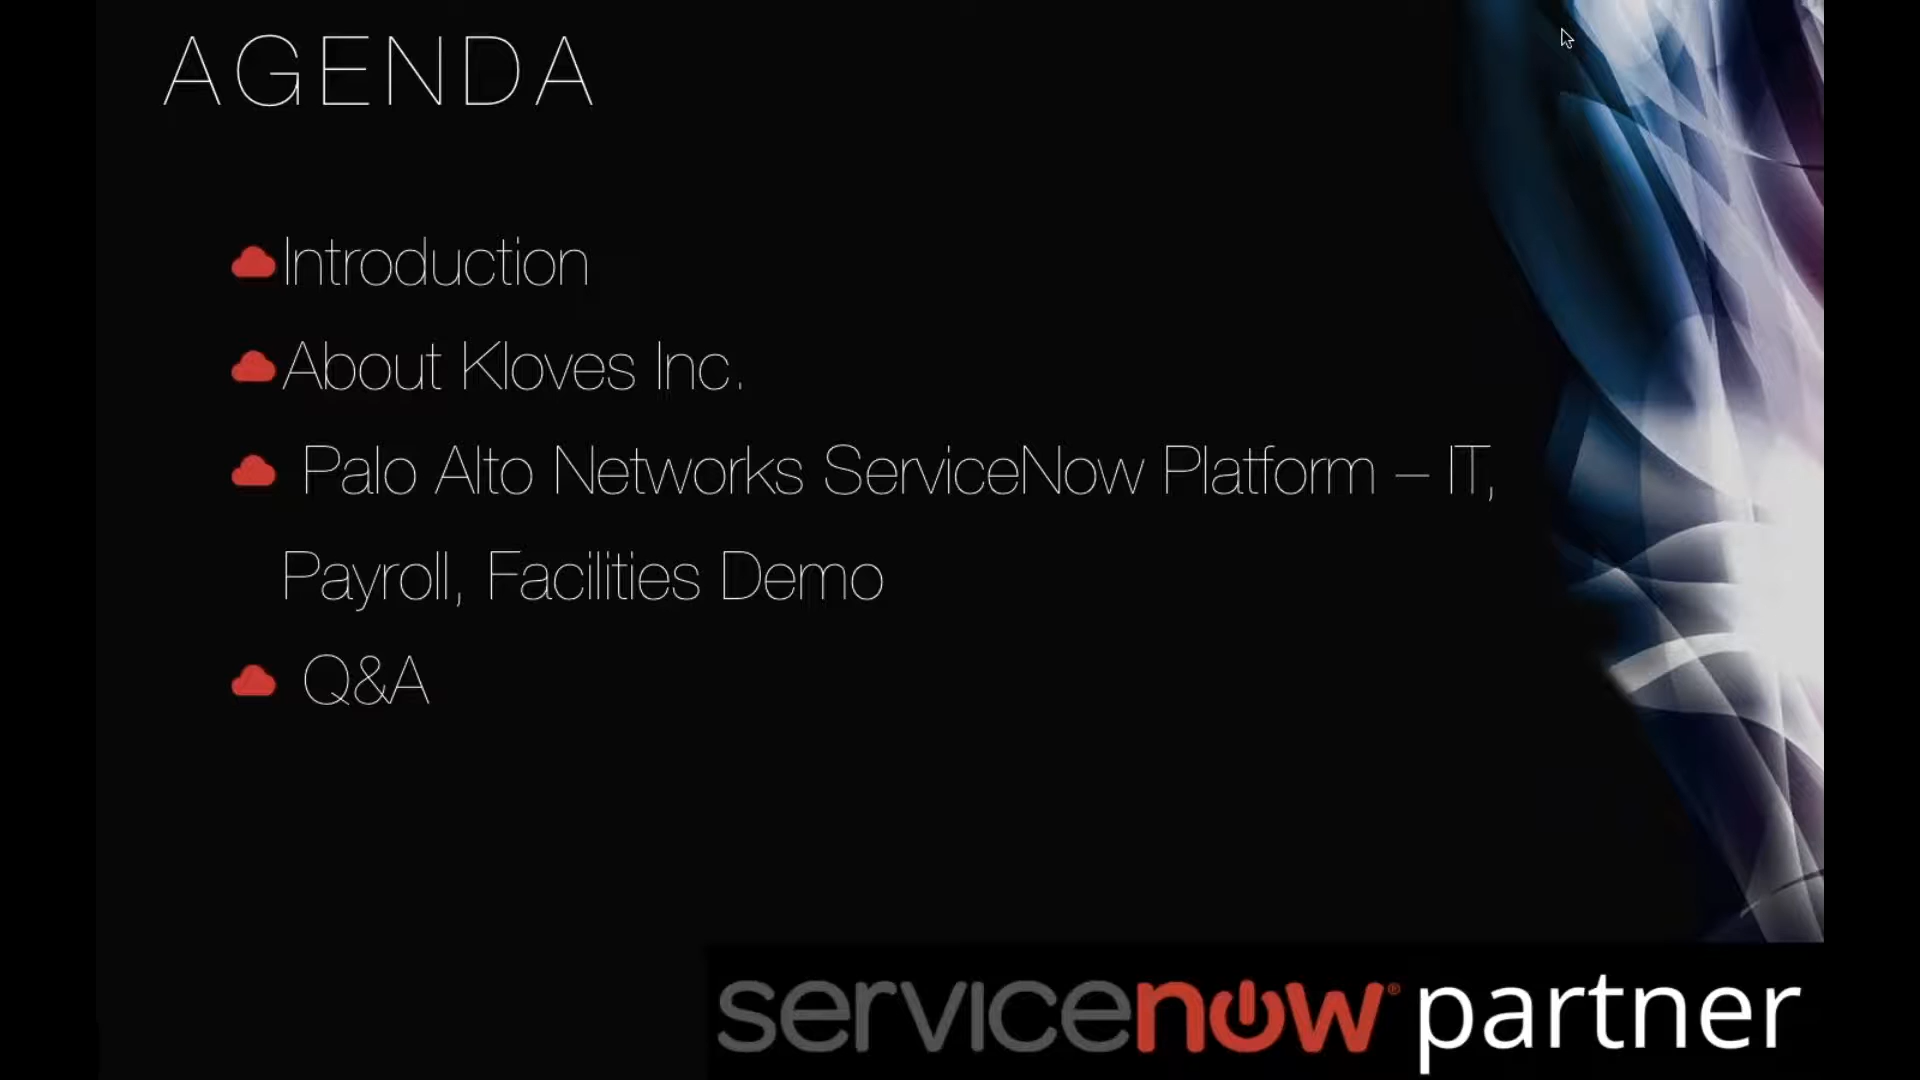 AGENDA
Introduction
About Kloves Inc.
Palo Alto Networks ServiceNow Platform – IT,
Payroll, Facilities Demo
Q&A
servicenow® partner